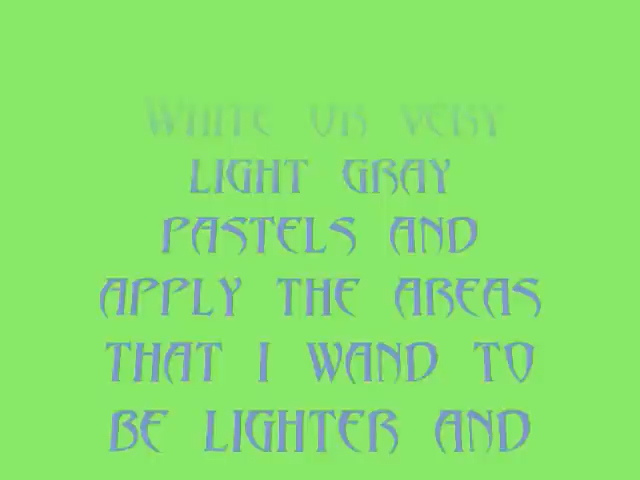 White or very
light gray
pastels and
apply the areas
that I wand to
be lighter and